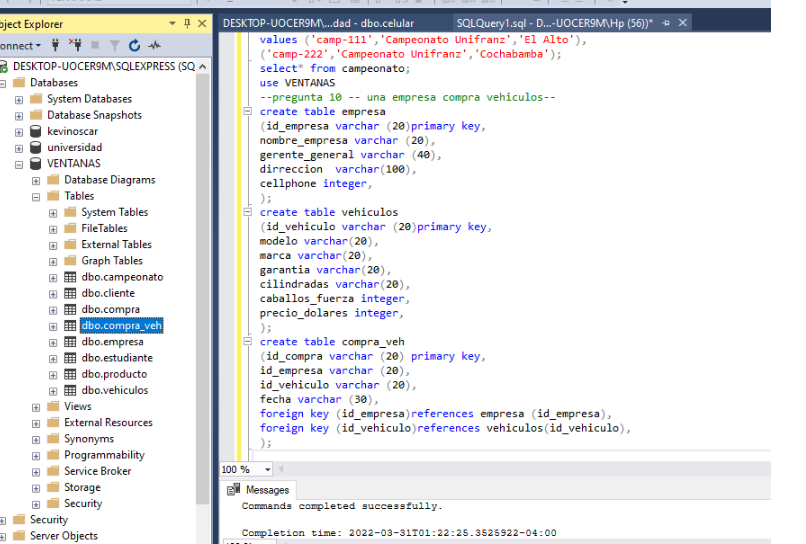 bject Explorer
onnect
DESKTOP-UOCER9M\SQLEXPRESS (SQ
Databases
System Databases
Database Snapshots
kevinoscar
universidad
VENTANAS
Database Diagrams
Tables
System Tables
FileTables
External Tables
Graph Tables
dbo.campeonato
dbo.cliente
dbo.compra
dbo.compra_veh
dbo.empresa
dbo.estudiante
dbo.producto
dbo.vehiculos
Views
External Resources
Synonyms
Programmability
Service Broker
Storage
Security
Security
Server Objects
DESKTOP-UOCER9M\...dad - dbo.celular
SQLQuery1.sql - D...-UOCER9M\Hp (56))*
values ('camp-111','Campeonato Unifranz','El Alto'),
('camp-222','Campeonato Unifranz','Cochabamba');
select* from campeonato;
use VENTANAS
--pregunta 10 -- una empresa compra vehiculos--
create table empresa
(id_empresa varchar (20)primary key,
nombre_empresa varchar (20),
gerente_general varchar (40),
dirreccion varchar(100),
cellphone integer,
);
create table vehiculos
(id_vehiculo varchar (20)primary key,
modelo varchar(20),
marca varchar(20),
garantia varchar(20),
cilindradas varchar(20),
caballos_fuerza integer,
precio_dolares integer,
);
create table compra_veh
(id_compra varchar (20) primary key,
id_empresa varchar (20),
id_vehiculo varchar (20),
fecha varchar (30),
foreign key (id_empresa)references empresa (id_empresa),
foreign key (id_vehiculo)references vehiculos(id_vehiculo),
);
100 %
Messages
Commands completed successfully.
Completion time: 2022-03-31T01:22:25.3525922-04:00